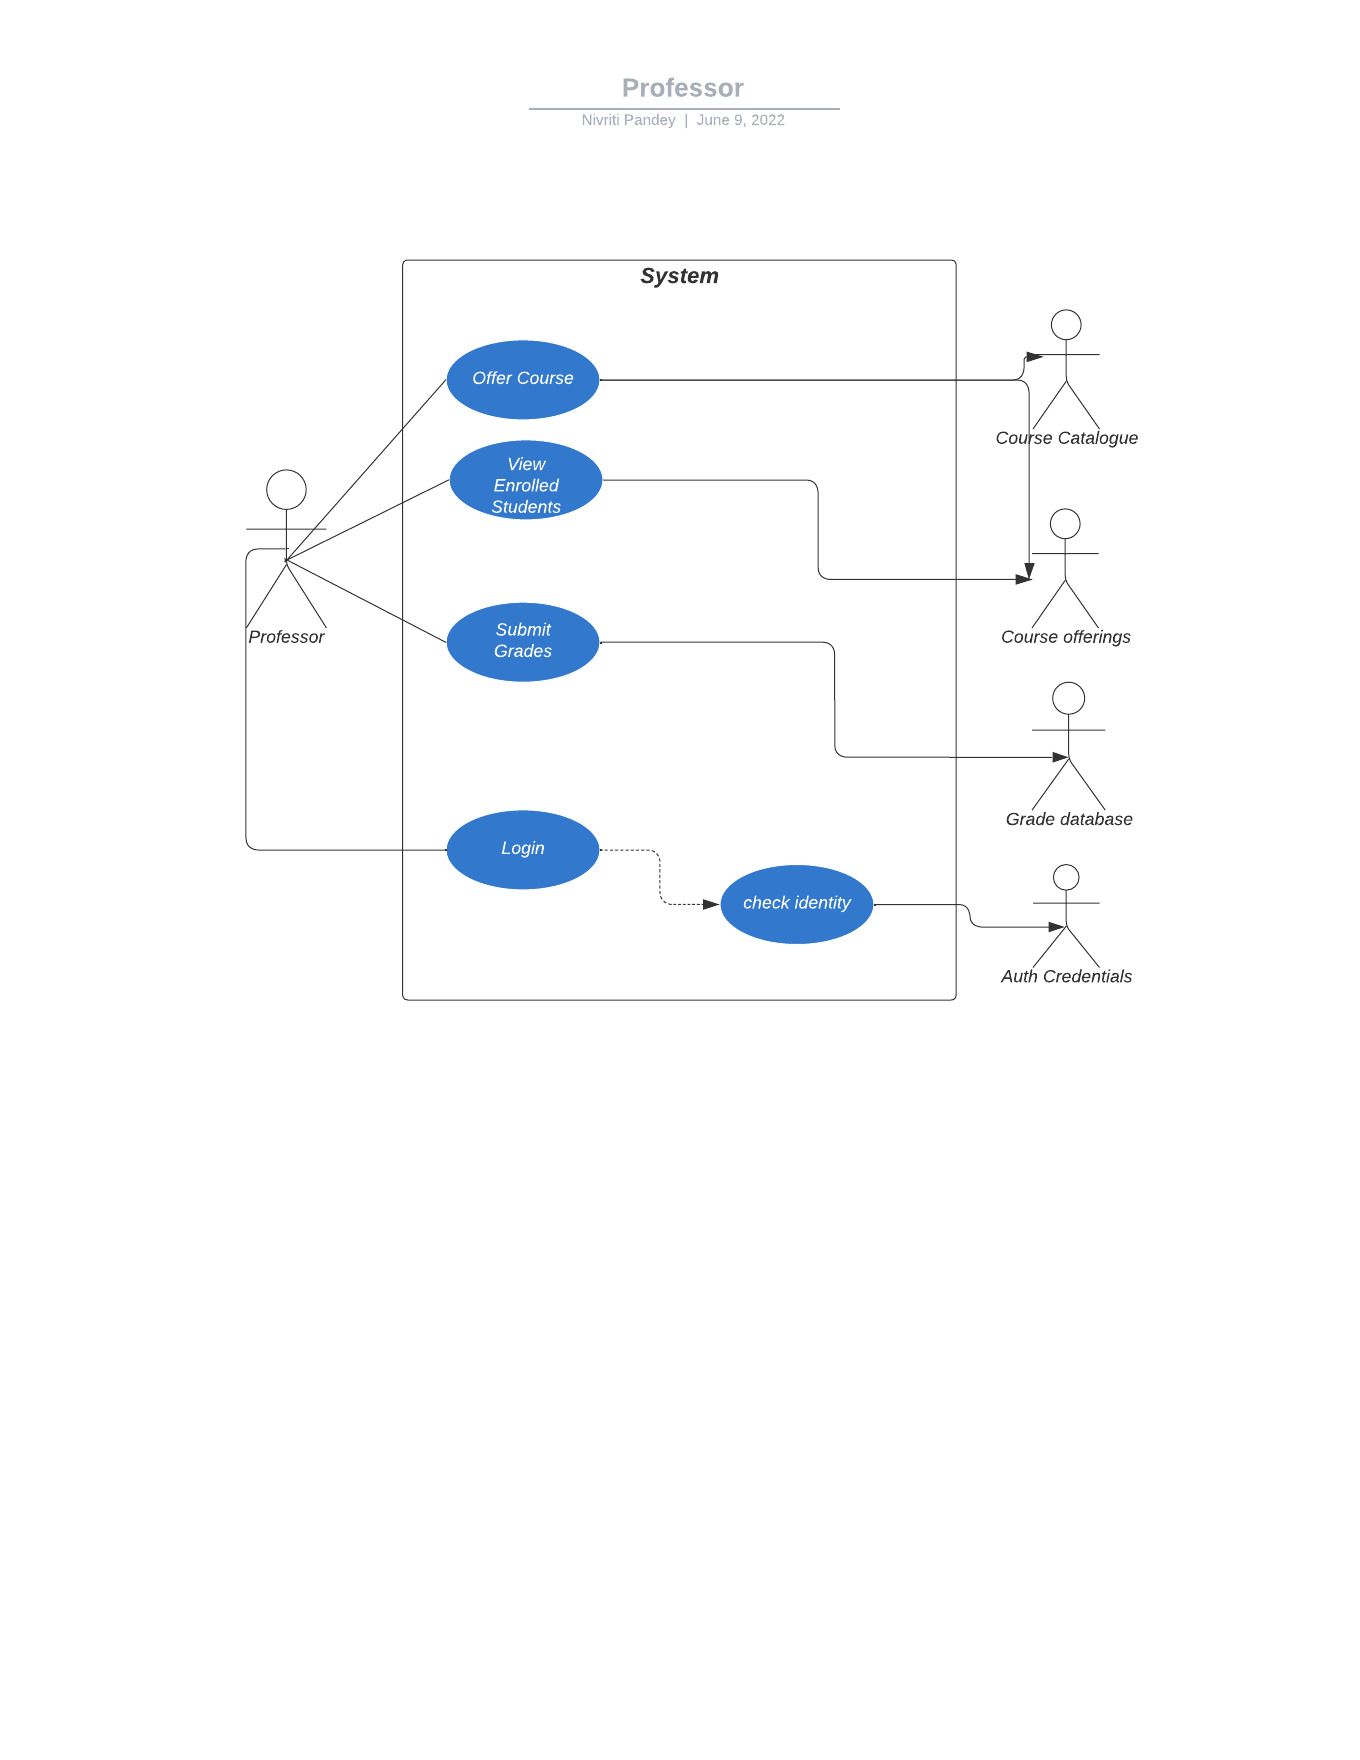 Professor
Nivriti Pandey | June 9, 2022
System
Offer Course
Course Catalogue
View
Enrolled
Students
Professor
Submit
Grades
Course offerings
Grade database
Login
check identity
Auth Credentials